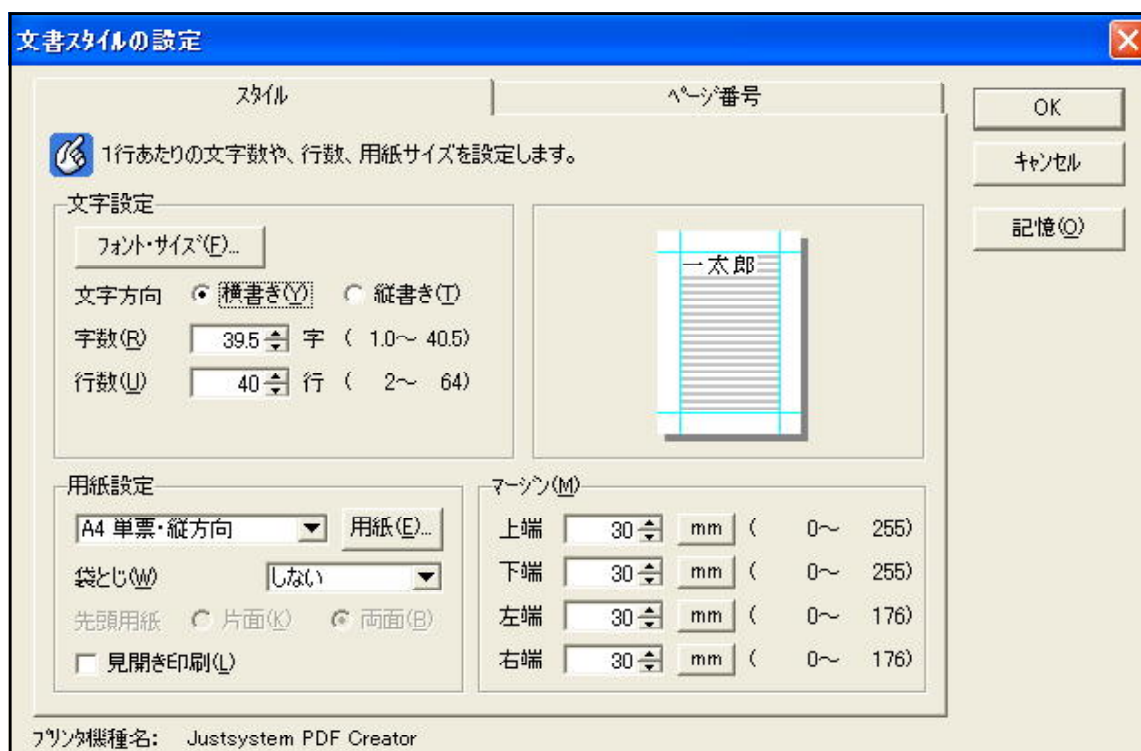 文書ｽﾀｲﾙの設定
ｽﾀｲﾙ
ﾍﾟｰｼﾞ番号
OK
ｷｬﾝｾﾙ
記憶(O)
1行あたりの文字数や、行数、用紙サイズを設定します。
文字設定
ﾌｫﾝﾄ・ｻｲｽﾞ(F)...
文字方向 横書き(Y) 縦書き(T)
字数(R) 39.5 字 ( 1.0～ 40.5)
行数(U) 40 行 ( 2～ 64)
一太郎
用紙設定
A4 単票・縦方向 用紙(E)...
袋とじ(W) しない
先頭用紙 片面(K) 両面(B)
見開き印刷(L)
ﾏｰｼﾞﾝ(M)
上端 30 mm ( 0～ 255)
下端 30 mm ( 0～ 255)
左端 30 mm ( 0～ 176)
右端 30 mm ( 0～ 176)
ﾌﾟﾘﾝﾀ機種名: Justsystem PDF Creator